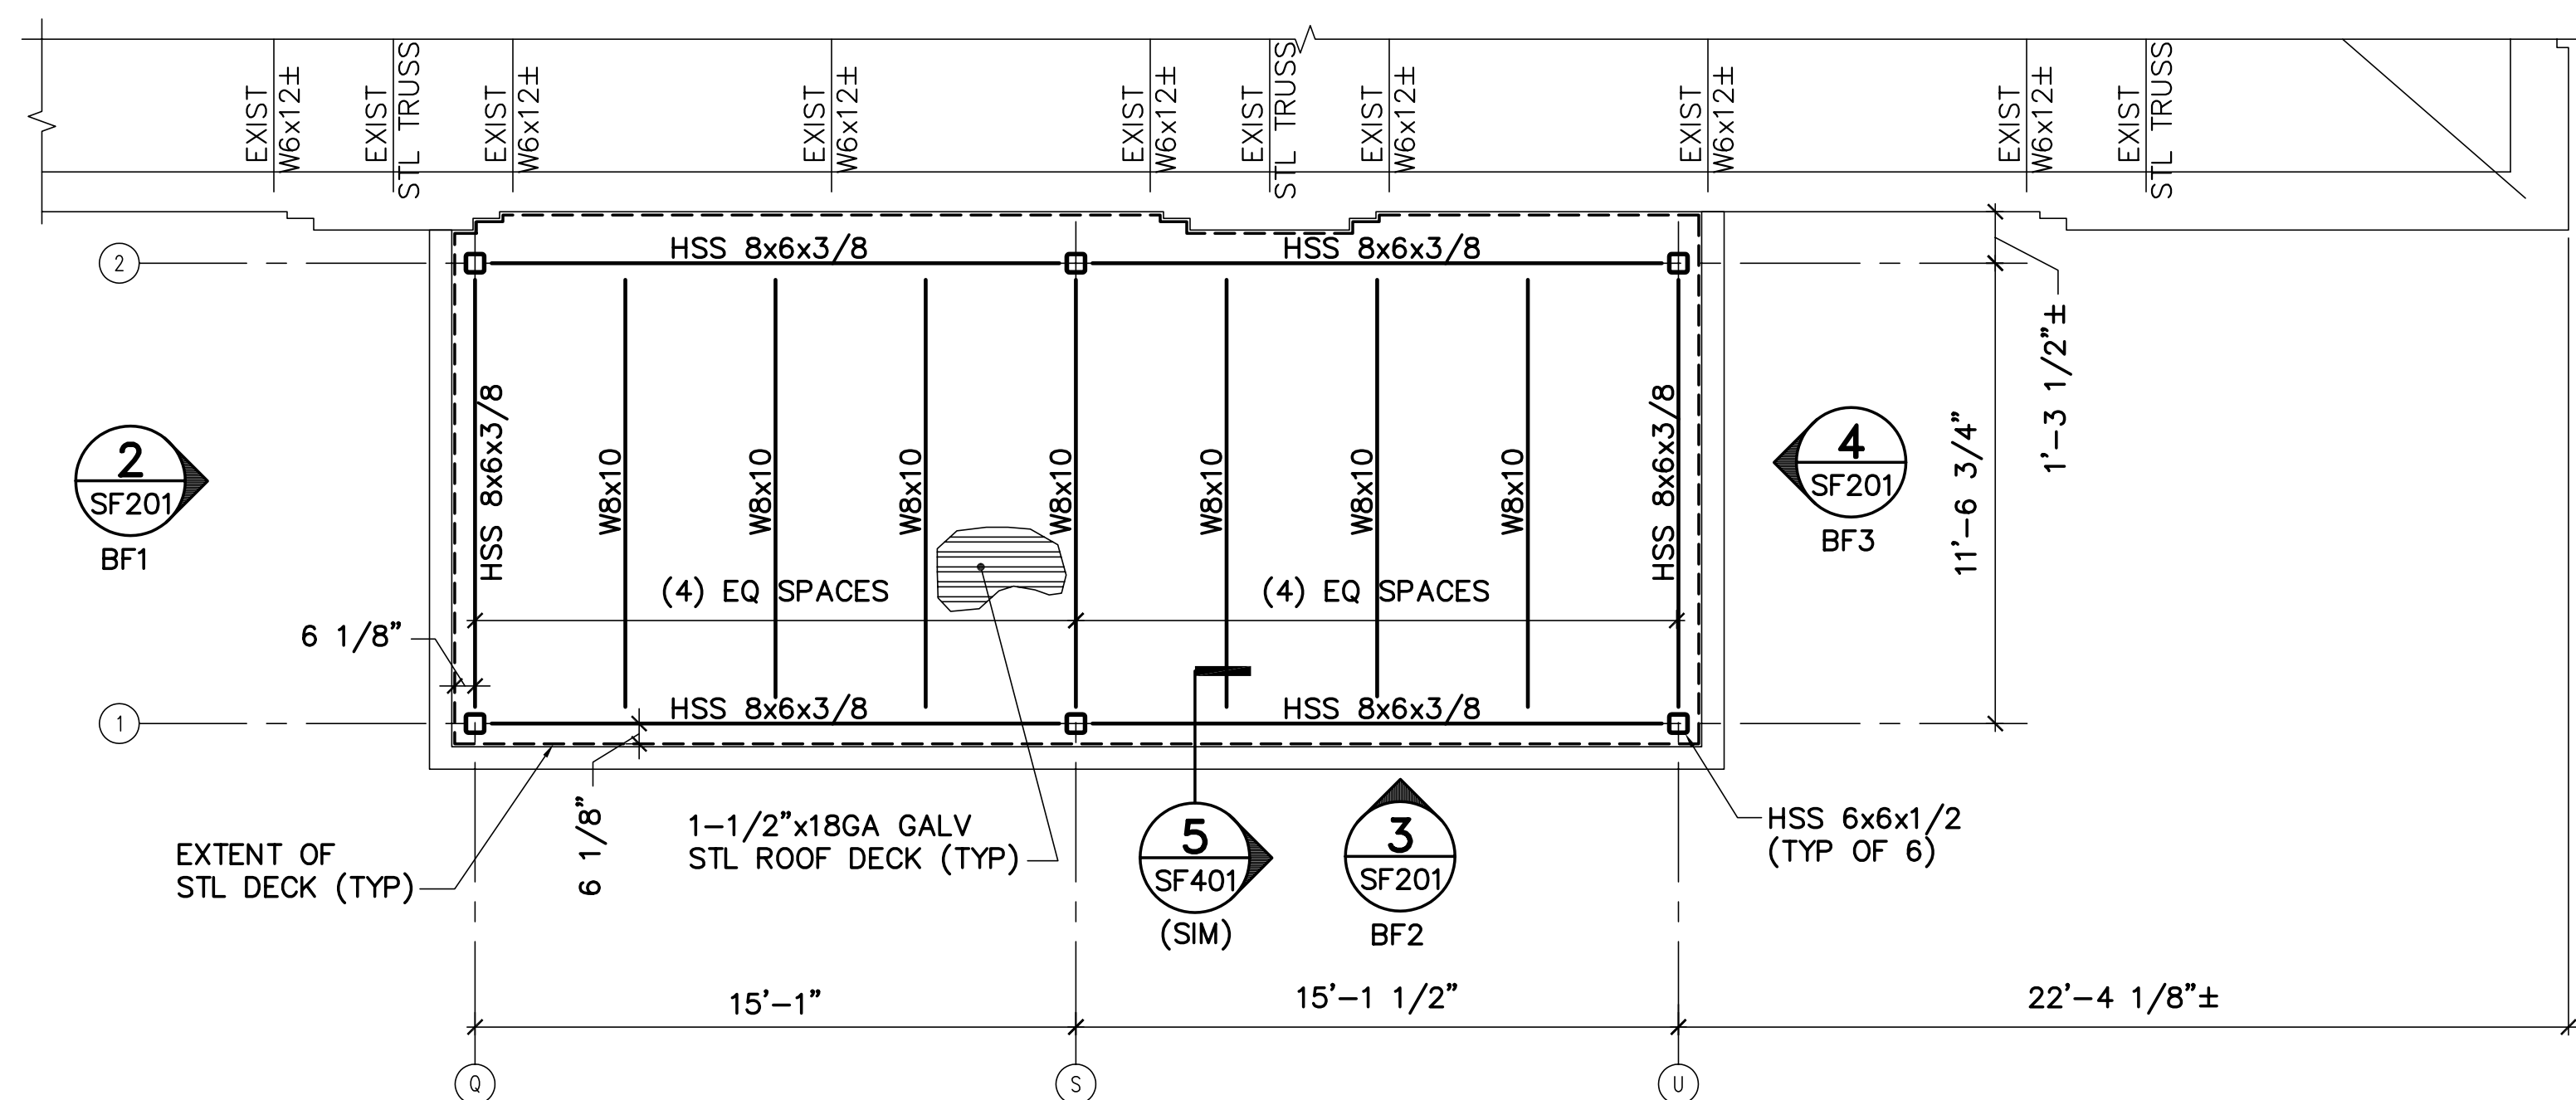 EXIST
W6x12±
EXIST
STL TRUSS
EXIST
W6x12±
EXIST
W6x12±
EXIST
W6x12±
EXIST
STL TRUSS
EXIST
W6x12±
EXIST
W6x12±
EXIST
W6x12±
EXIST
STL TRUSS
2
HSS 8x6x3/8
HSS 8x6x3/8
1'-3 1/2"±
11'-6 3/4"
2
SF201
BF1
HSS 8x6x3/8
W8x10
W8x10
W8x10
W8x10
W8x10
W8x10
W8x10
HSS 8x6x3/8
4
SF201
BF3
(4) EQ SPACES
(4) EQ SPACES
6 1/8"
1
HSS 8x6x3/8
HSS 8x6x3/8
6 1/8"
EXTENT OF
STL DECK (TYP)
1-1/2"x18GA GALV
STL ROOF DECK (TYP)
5
SF401
(SIM)
3
SF201
BF2
HSS 6x6x1/2
(TYP OF 6)
15'-1"
15'-1 1/2"
22'-4 1/8"±
Q
S
U